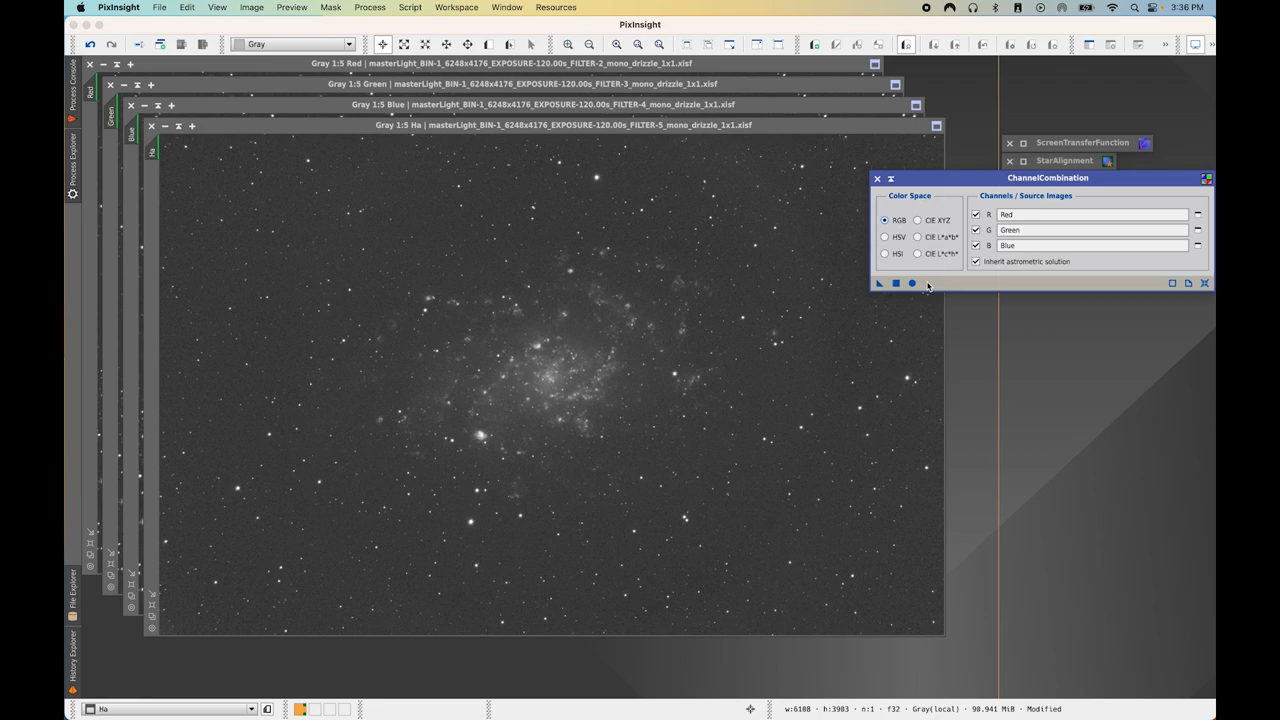 PixInsight File Edit View Image Preview Mask Process Script Workspace Window Resources 3:36 PM
PixInsight
Gray
Process Console
Process Explorer
File Explorer
History Explorer
Gray 1:5 Red | masterLight_BIN-1_6248x4176_EXPOSURE-120.00s_FILTER-2_mono_drizzle_1x1.xisf
Red
Gray 1:5 Green | masterLight_BIN-1_6248x4176_EXPOSURE-120.00s_FILTER-3_mono_drizzle_1x1.xisf
Green
Gray 1:5 Blue | masterLight_BIN-1_6248x4176_EXPOSURE-120.00s_FILTER-4_mono_drizzle_1x1.xisf
Blue
Gray 1:5 Ha | masterLight_BIN-1_6248x4176_EXPOSURE-120.00s_FILTER-5_mono_drizzle_1x1.xisf
Ha
ScreenTransferFunction
StarAlignment
ChannelCombination
Color Space
RGB CIE XYZ
HSV CIE L*a*b*
HSI CIE L*c*h*
Channels / Source Images
R Red
G Green
B Blue
Inherit astrometric solution
Ha
w:6108 · h:3903 · n:1 · f32 · Gray(local) · 90.941 MiB · Modified